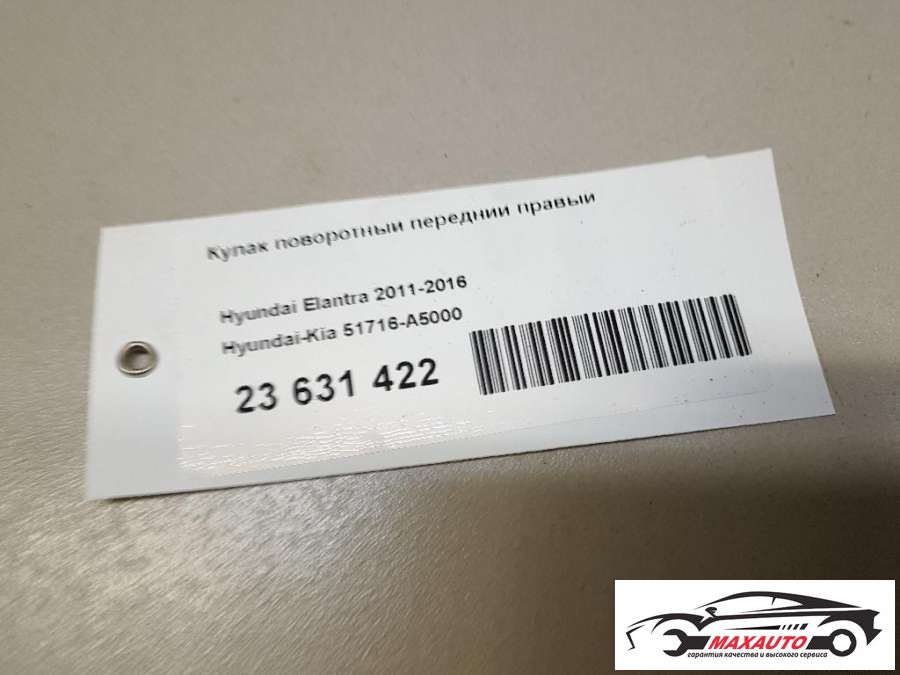 Кулак поворотный передний правый
Hyundai Elantra 2011-2016
Hyundai-Kia 51716-A5000
23 631 422
MAXAUTO
гарантия качества и высокого сервиса